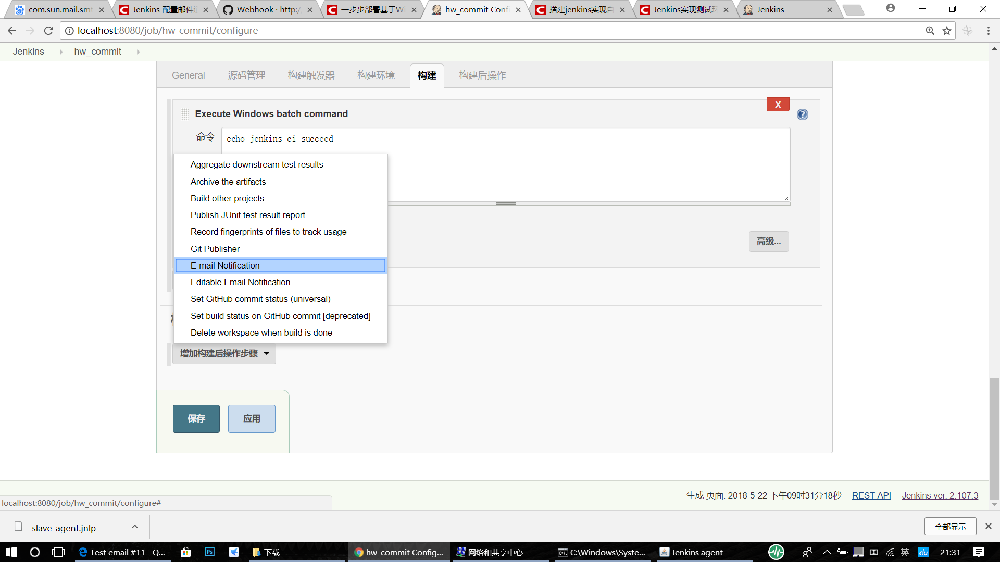 com.sun.mail.smt
Jenkins 配置邮件
Webhook · http:/
一步步部署基于Wi
hw_commit Conf
搭建jenkins实现自
Jenkins实现测试环
Jenkins
localhost:8080/job/hw_commit/configure
Jenkins
hw_commit
General
源码管理
构建触发器
构建环境
构建
构建后操作
X
Execute Windows batch command
?
命令
echo jenkins ci succeed
Aggregate downstream test results
Archive the artifacts
Build other projects
Publish JUnit test result report
Record fingerprints of files to track usage
高级...
Git Publisher
E-mail Notification
Editable Email Notification
Set GitHub commit status (universal)
Set build status on GitHub commit [deprecated]
Delete workspace when build is done
增加构建后操作步骤
保存
应用
生成 页面: 2018-5-22 下午09时31分18秒
REST API
Jenkins ver. 2.107.3
localhost:8080/job/hw_commit/configure#
slave-agent.jnlp
全部显示
Test email #11 - Q...
Ps
下载
hw_commit Config...
网络和共享中心
C:\Windows\Syste...
Jenkins agent
英
du
21:31